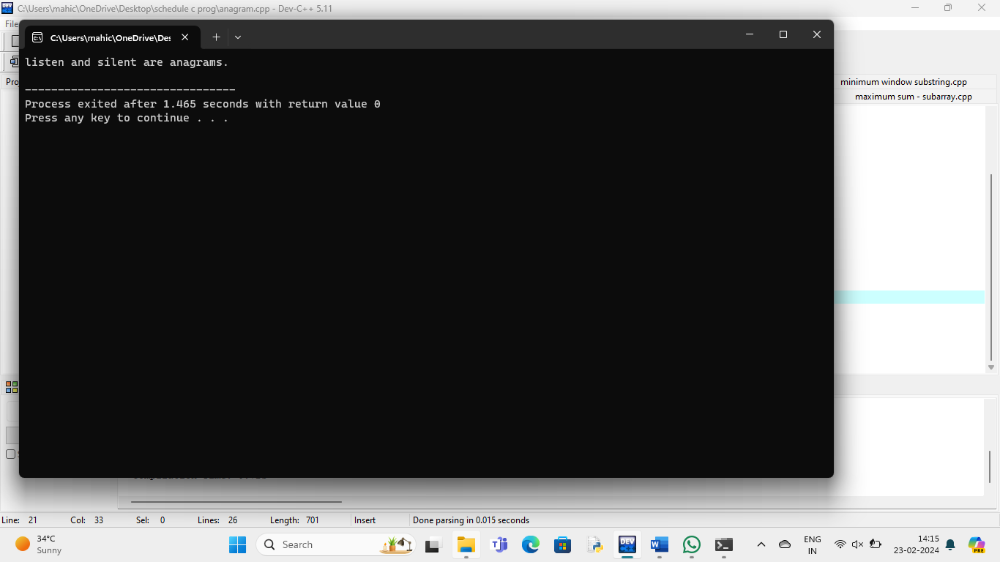 C:\Users\mahic\OneDrive\Desktop\schedule c prog\anagram.cpp - Dev-C++ 5.11
File
C:\Users\mahic\OneDrive\Des
listen and silent are anagrams.
--------------------------------
Process exited after 1.465 seconds with return value 0
Press any key to continue . . .
Pro
minimum window substring.cpp
maximum sum - subarray.cpp
Line: 21 Col: 33 Sel: 0 Lines: 26 Length: 701 Insert Done parsing in 0.015 seconds
34°C
Sunny
Search
DEV
ENG
IN
14:15
23-02-2024
PRE